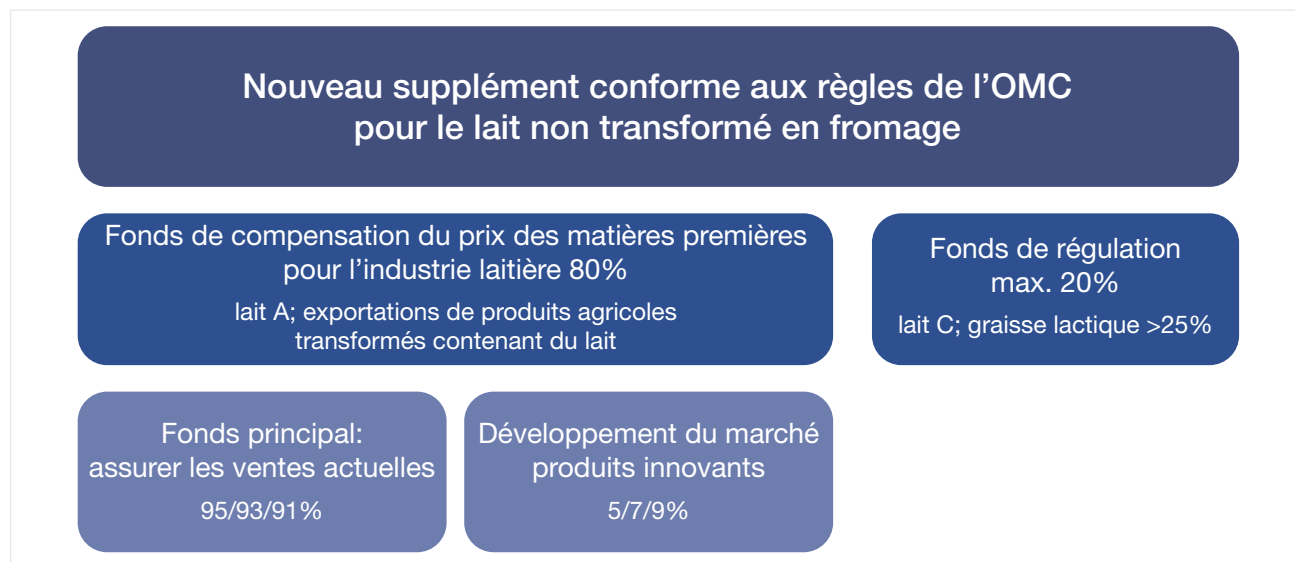 Nouveau supplément conforme aux règles de l’OMC
pour le lait non transformé en fromage
Fonds de compensation du prix des matières premières
pour l’industrie laitière 80%
lait A; exportations de produits agricoles
transformés contenant du lait
Fonds de régulation
max. 20%
lait C; graisse lactique >25%
Fonds principal:
assurer les ventes actuelles
95/93/91%
Développement du marché
produits innovants
5/7/9%